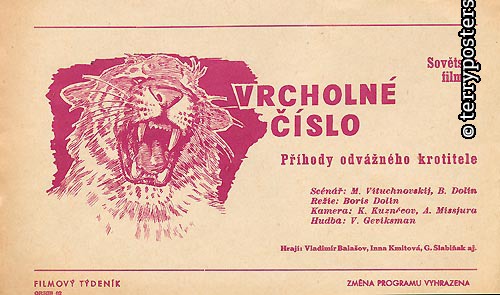 Sovětský
film
VRCHOLNÉ
ČÍSLO
Příhody odvážného krotitele
Scénář: M. Vituchnovskij, B. Dolin
Režie: Boris Dolin
Kamera: K. Kuzněcov, A. Missjura
Hudba: V. Geviksman
Hrají: Vladimír Balašov, Inna Kmitová, G. Slabiňak aj.
FILMOVÝ TÝDENÍK
ZMĚNA PROGRAMU VYHRAZENA
© terryposters